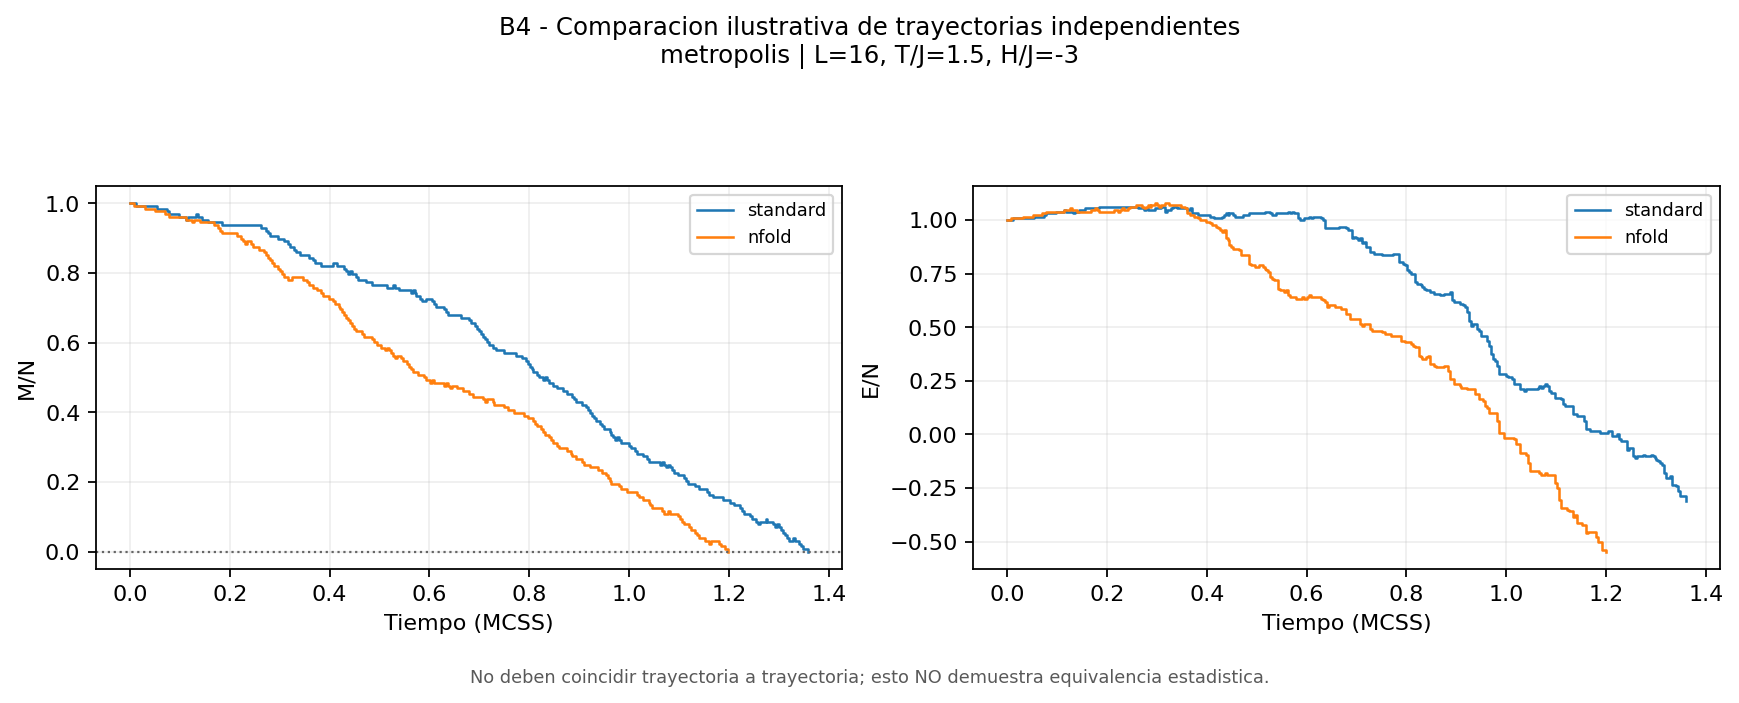 B4 - Comparacion ilustrativa de trayectorias independientes
metropolis | L=16, T/J=1.5, H/J=-3
M/N
1.0
0.8
0.6
0.4
0.2
0.0
0.0 0.2 0.4 0.6 0.8 1.0 1.2 1.4
Tiempo (MCSS)
standard
nfold
E/N
1.00
0.75
0.50
0.25
0.00
−0.25
−0.50
0.0 0.2 0.4 0.6 0.8 1.0 1.2 1.4
Tiempo (MCSS)
standard
nfold
No deben coincidir trayectoria a trayectoria; esto NO demuestra equivalencia estadistica.